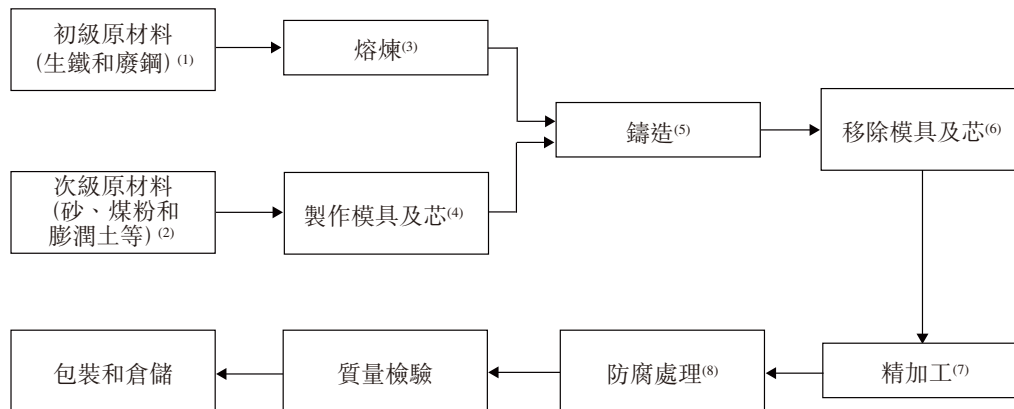 初級原材料
(生鐵和廢鋼) (1)
熔煉(3)
鑄造(5)
移除模具及芯(6)
次級原材料
(砂、煤粉和
膨潤土等) (2)
製作模具及芯(4)
包裝和倉儲
質量檢驗
防腐處理(8)
精加工(7)